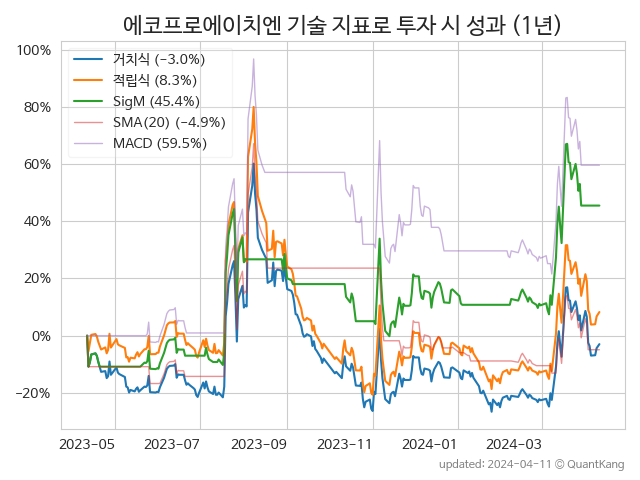 에코프로에이치엔 기술 지표로 투자 시 성과 (1년)
거치식 (−3.0%)
적립식 (8.3%)
SigM (45.4%)
SMA(20) (−4.9%)
MACD (59.5%)
100%
80%
60%
40%
20%
0%
−20%
2023-05 2023-07 2023-09 2023-11 2024-01 2024-03
updated: 2024-04-11 © QuantKang